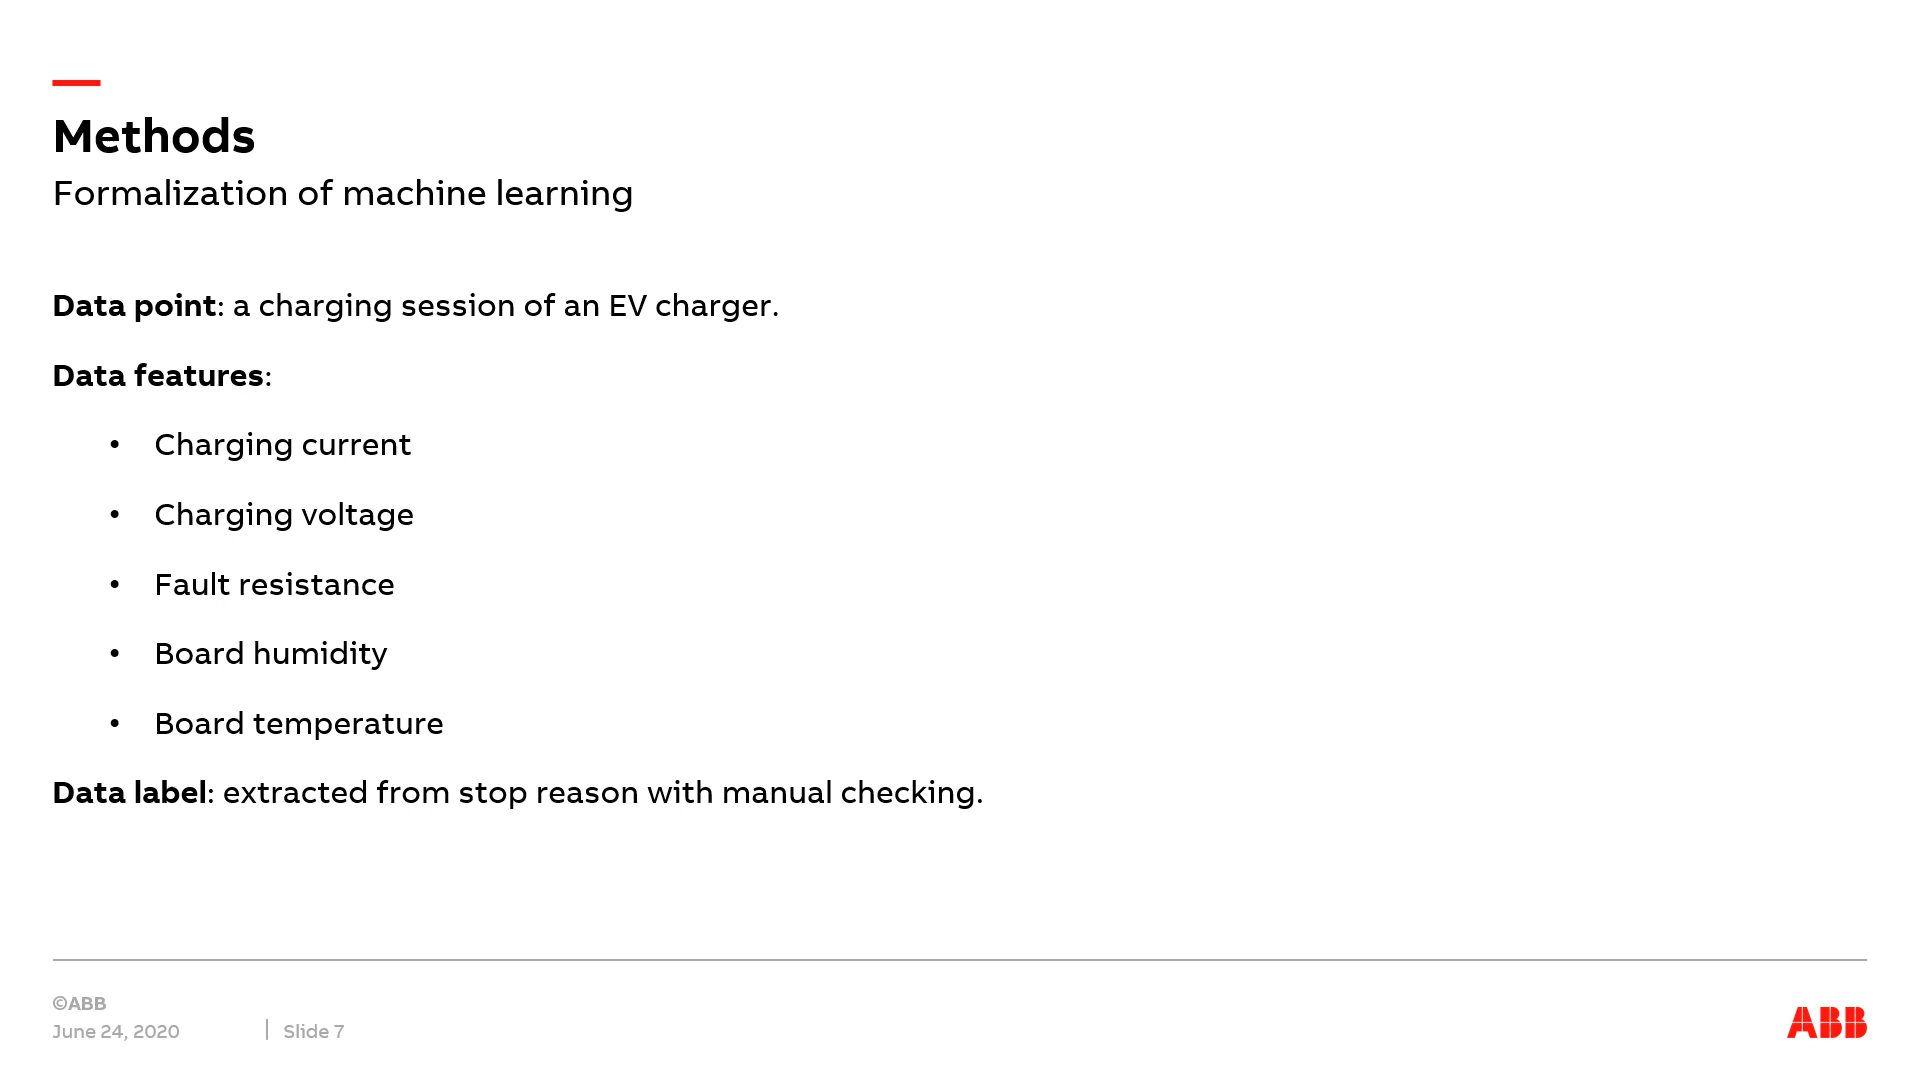 Methods
Formalization of machine learning
Data point: a charging session of an EV charger.
Data features:
• Charging current
• Charging voltage
• Fault resistance
• Board humidity
• Board temperature
Data label: extracted from stop reason with manual checking.
©ABB
June 24, 2020 | Slide 7
ABB